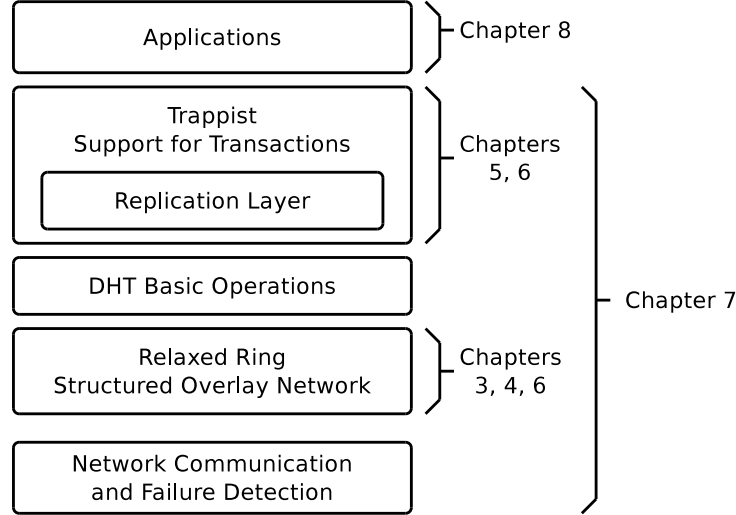 Applications
Chapter 8
Trappist
Support for Transactions
Replication Layer
Chapters
5, 6
DHT Basic Operations
Chapter 7
Relaxed Ring
Structured Overlay Network
Chapters
3, 4, 6
Network Communication
and Failure Detection